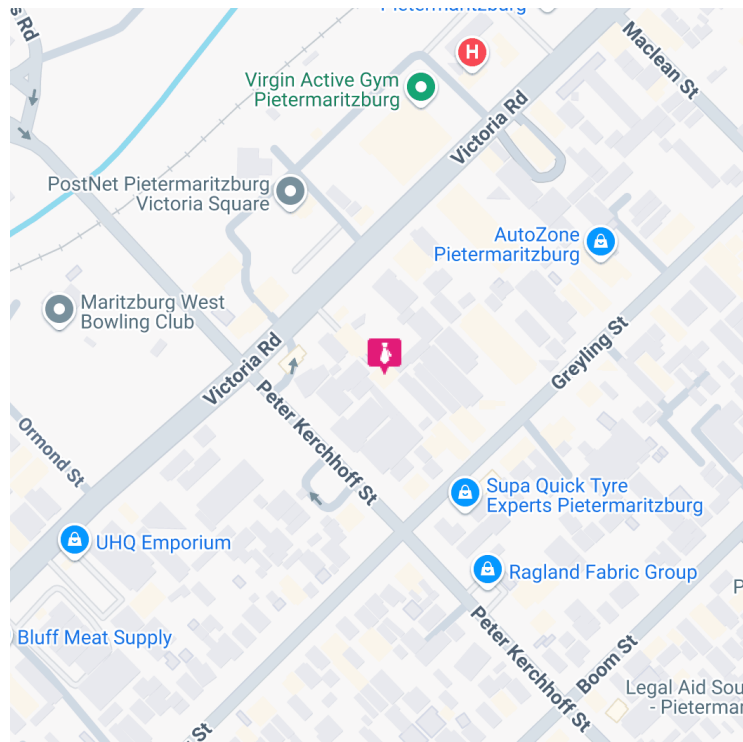 s Rd
Pietermaritzburg
H
Maclean St
Virgin Active Gym
Pietermaritzburg
Victoria Rd
PostNet Pietermaritzburg
Victoria Square
AutoZone
Pietermaritzburg
Maritzburg West
Bowling Club
Greyling St
Victoria Rd
Peter Kerchhoff St
Ormond St
Supa Quick Tyre
Experts Pietermaritzburg
UHQ Emporium
Ragland Fabric Group
P
Bluff Meat Supply
Peter Kerchhoff St
Boom St
Legal Aid Sou
- Pietermar
St